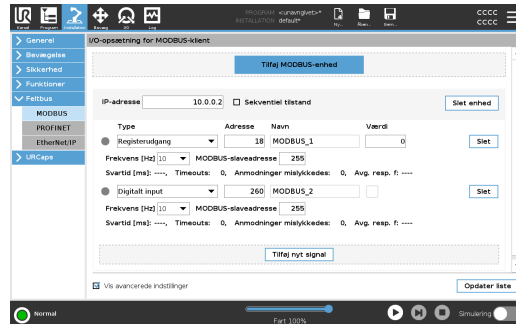 PROGRAM <unavngivet>*
INSTALLATION default*
CCCC
CCCC
Kørsel Program Installation Bevæg I/O Log Ny... Åben... Gem...
Generel
Bevægelse
Sikkerhed
Funktioner
Feltbus
MODBUS
PROFINET
EtherNet/IP
URCaps
I/O-opsætning for MODBUS-klient
Tilføj MODBUS-enhed
IP-adresse 10.0.0.2 Sekventiel tilstand Slet enhed
Type Adresse Navn Værdi
Registerudgang 18 MODBUS_1 0 Slet
Frekvens [Hz] 10 MODBUS-slaveadresse 255
Svartid [ms]: ----, Timeouts: 0, Anmodninger mislykkedes: 0, Avg. resp. f: ----
Digitalt input 260 MODBUS_2 Slet
Frekvens [Hz] 10 MODBUS-slaveadresse 255
Svartid [ms]: ----, Timeouts: 0, Anmodninger mislykkedes: 0, Avg. resp. f: ----
Tilføj nyt signal
Vis avancerede indstillinger
Opdater liste
Normal
Fart 100%
Simulering